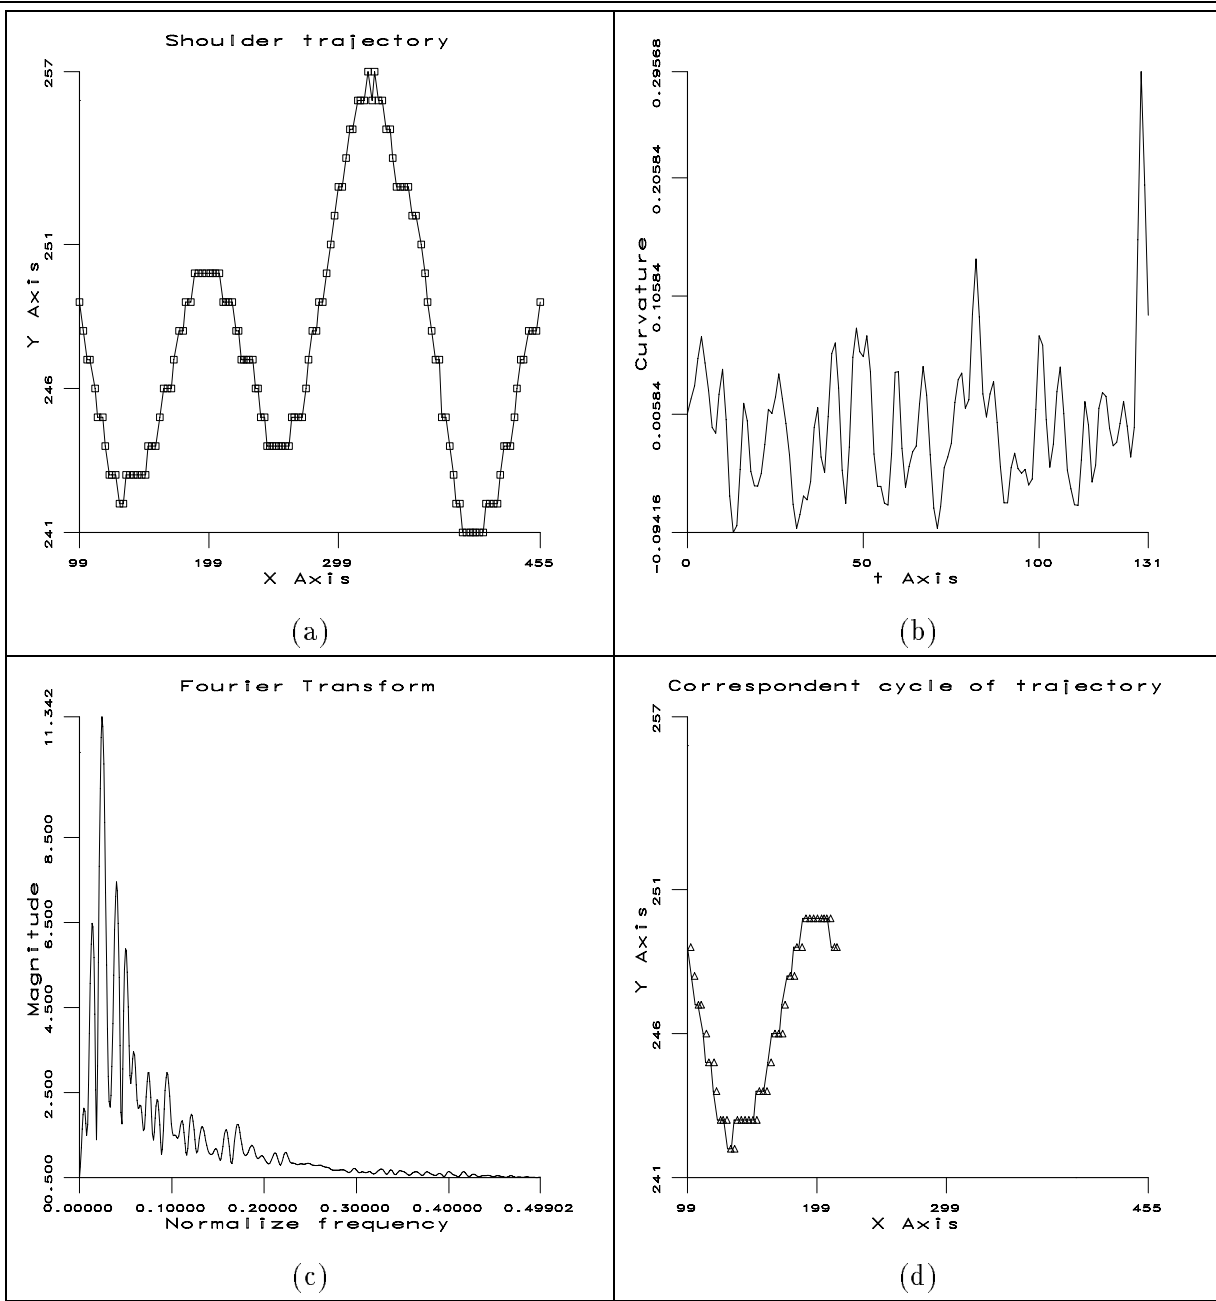 Shoulder trajectory
257
251
246
241
Y Axis
99 199 299 455
X Axis
(a)
0.29568
0.20584
0.10584
0.00584
-0.09416
Curvature
0 50 100 131
t Axis
(b)
Fourier Transform
11.342
8.500
6.500
4.500
2.500
0.500
Magnitude
0.00000 0.10000 0.20000 0.30000 0.40000 0.49902
Normalize frequency
(c)
Correspondent cycle of trajectory
257
251
246
241
Y Axis
99 199 299 455
X Axis
(d)